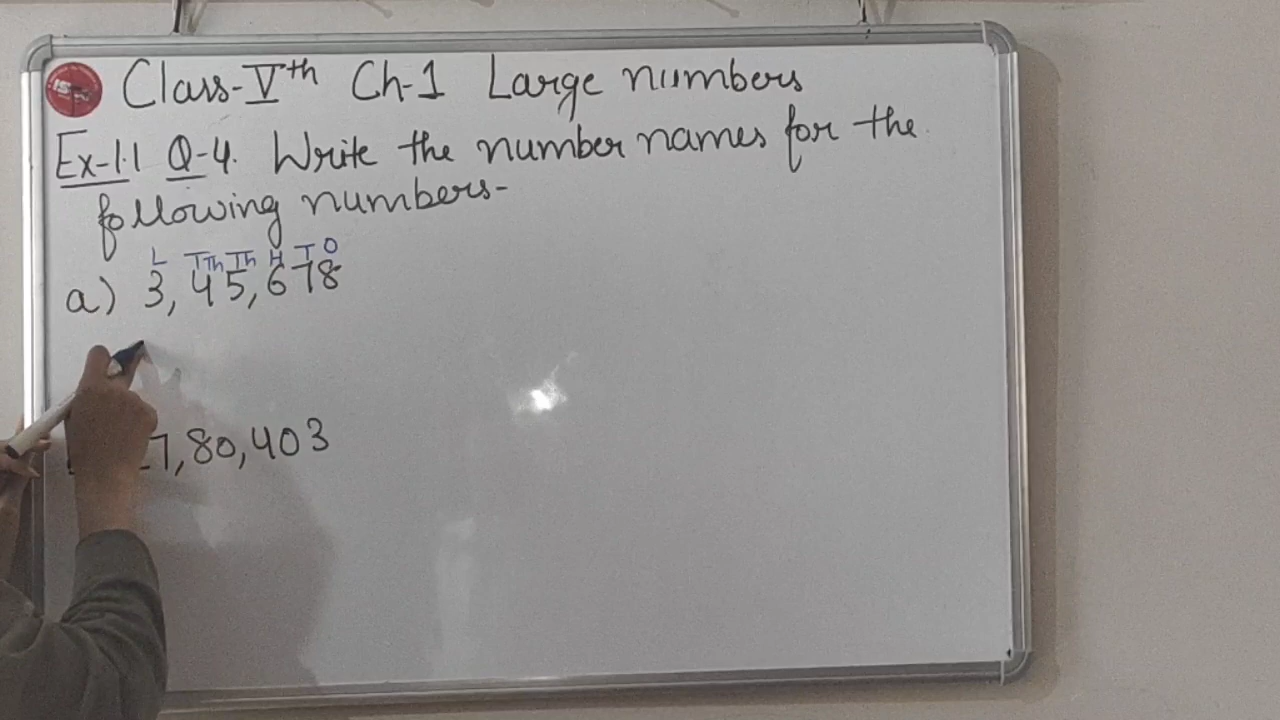 Class-Vth Ch-1 Large numbers
Ex-1.1 Q-4. Write the number names for the
following numbers-
L TTh Th H T O
a) 3,45,678
7,80,403